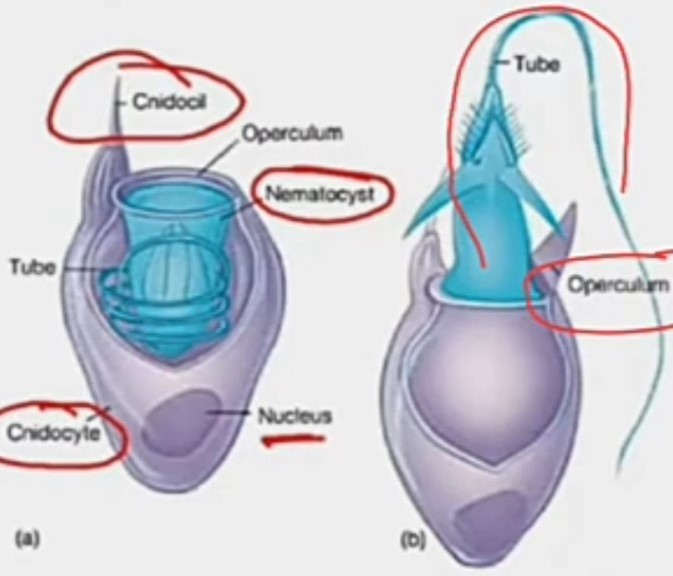 Cnidocil
Operculum
Nematocyst
Tube
Cnidocyte
Nucleus
(a)
Tube
Operculum
(b)